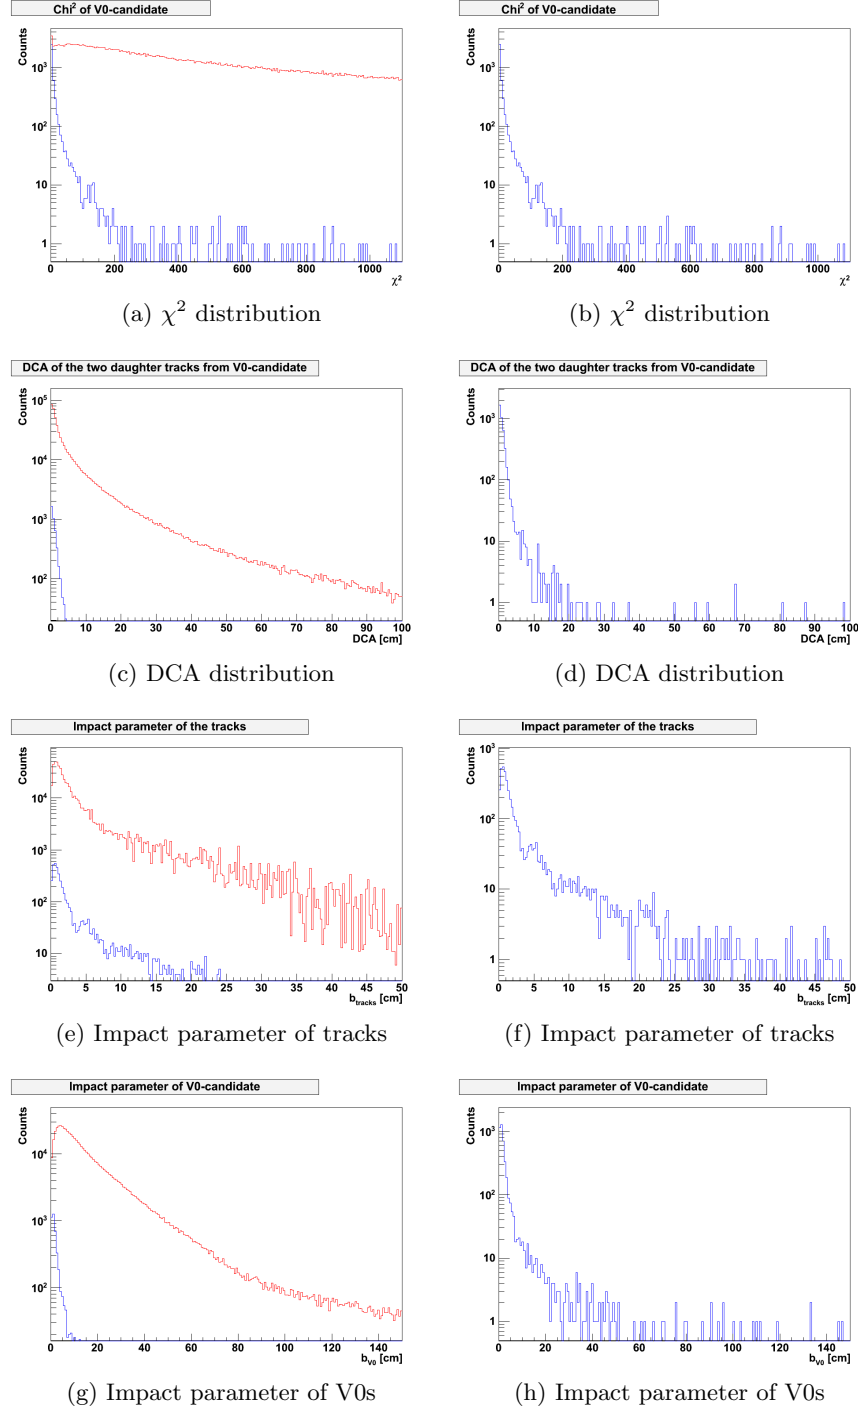 Chi² of V0-candidate
Counts
10³
10²
10
1
0 200 400 600 800 1000
χ²
(a) χ² distribution
Chi² of V0-candidate
Counts
10³
10²
10
1
0 200 400 600 800 1000
χ²
(b) χ² distribution
DCA of the two daughter tracks from V0-candidate
Counts
10⁵
10⁴
10³
10²
0 10 20 30 40 50 60 70 80 90 100
DCA [cm]
(c) DCA distribution
DCA of the two daughter tracks from V0-candidate
Counts
10³
10²
10
1
0 10 20 30 40 50 60 70 80 90 100
DCA [cm]
(d) DCA distribution
Impact parameter of the tracks
Counts
10⁴
10³
10²
10
0 5 10 15 20 25 30 35 40 45 50
b_tracks [cm]
(e) Impact parameter of tracks
Impact parameter of the tracks
Counts
10³
10²
10
1
0 5 10 15 20 25 30 35 40 45 50
b_tracks [cm]
(f) Impact parameter of tracks
Impact parameter of V0-candidate
Counts
10⁴
10³
10²
0 20 40 60 80 100 120 140
b_V0 [cm]
(g) Impact parameter of V0s
Impact parameter of V0-candidate
Counts
10³
10²
10
1
0 20 40 60 80 100 120 140
b_V0 [cm]
(h) Impact parameter of V0s